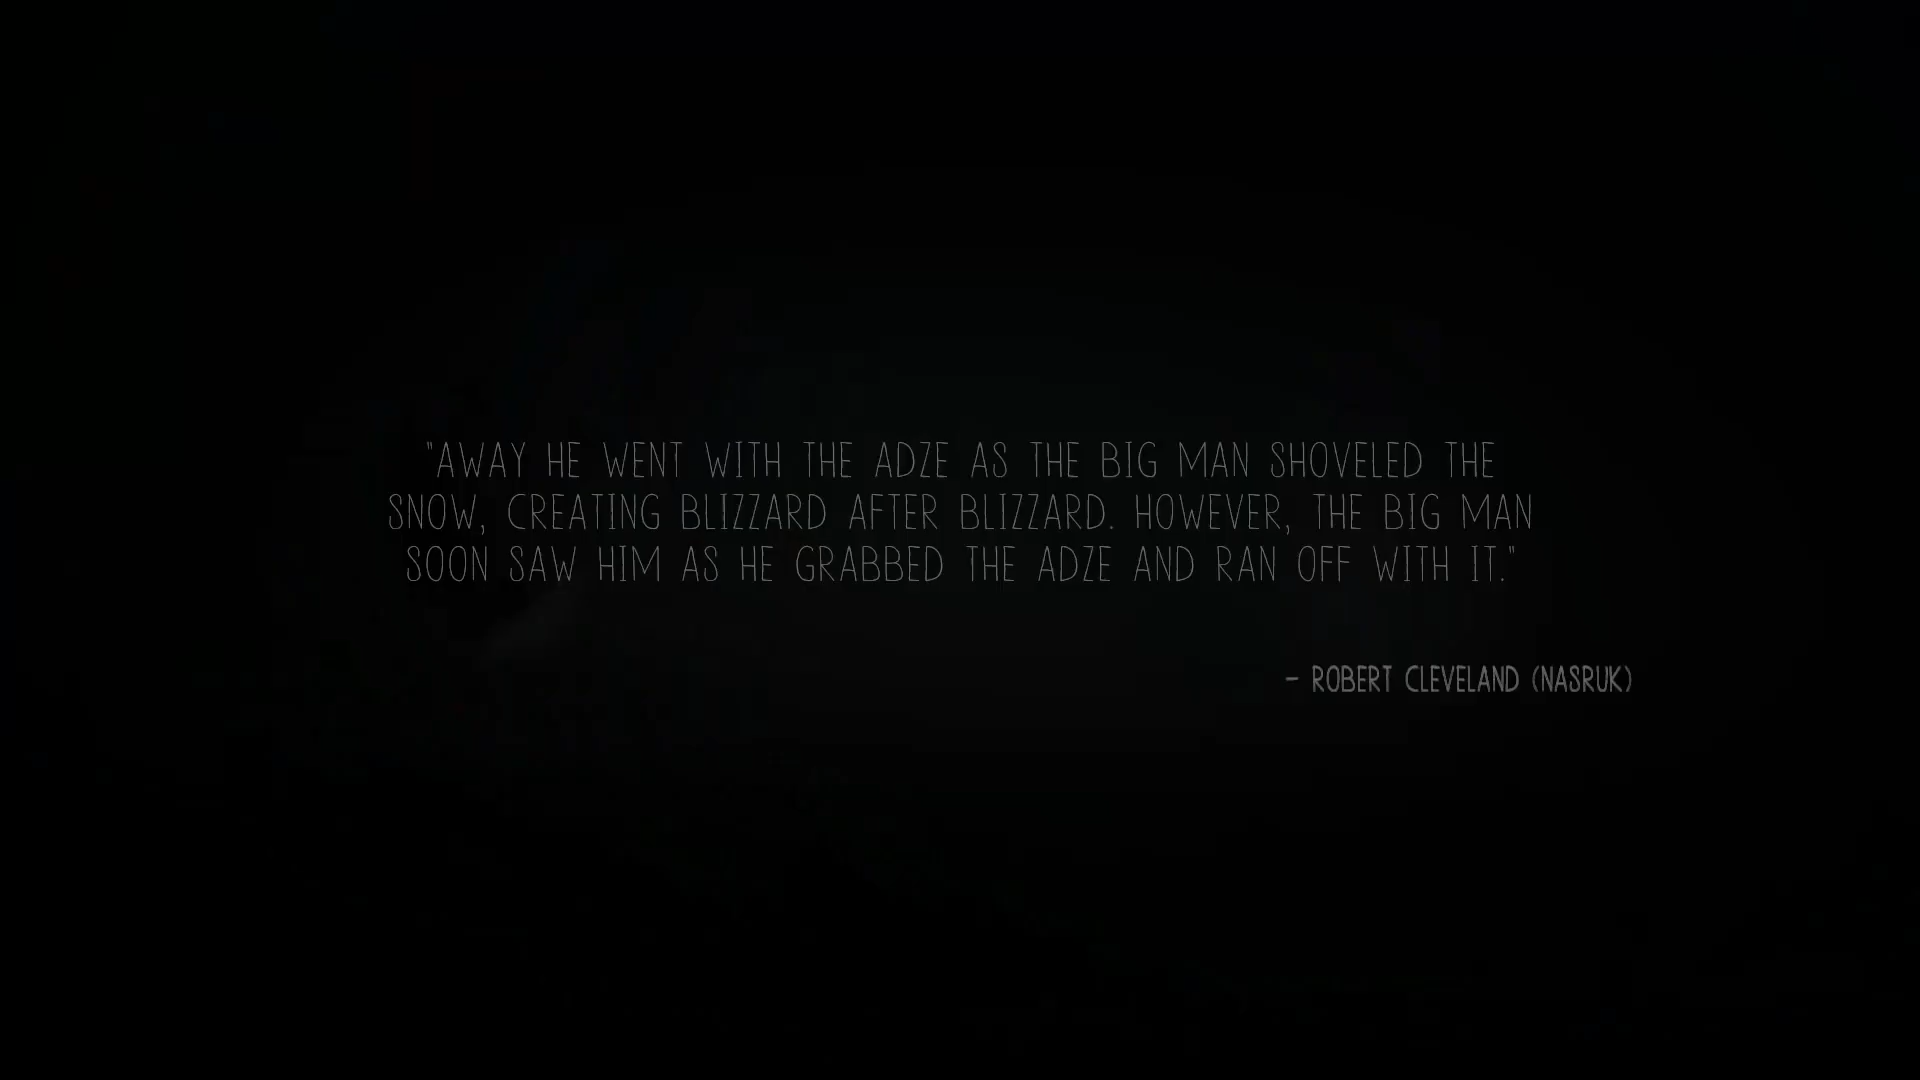 "AWAY HE WENT WITH THE ADZE AS THE BIG MAN SHOVELED THE
SNOW, CREATING BLIZZARD AFTER BLIZZARD. HOWEVER, THE BIG MAN
SOON SAW HIM AS HE GRABBED THE ADZE AND RAN OFF WITH IT."
- ROBERT CLEVELAND (NASRUK)